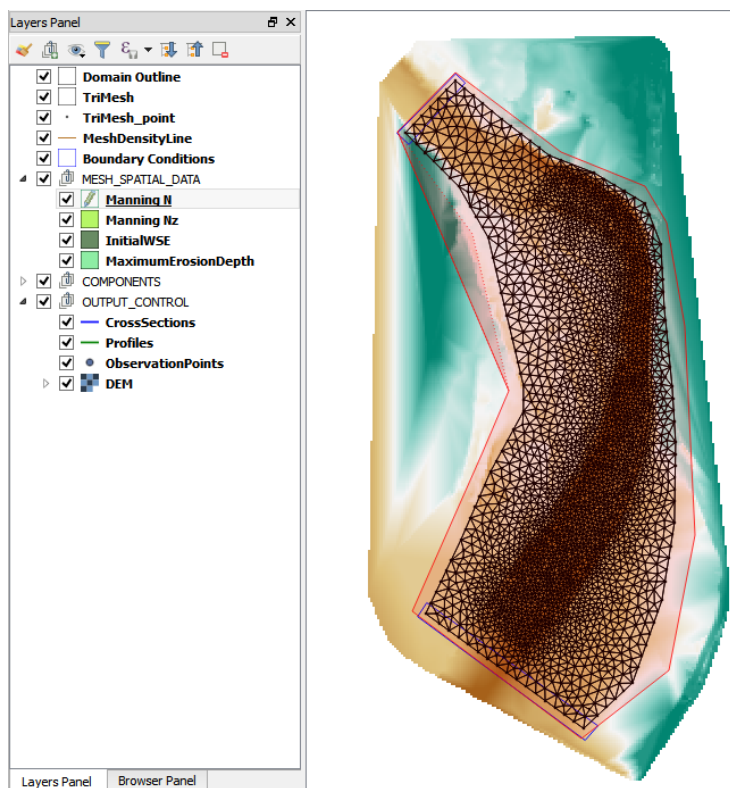 Layers Panel
Domain Outline
TriMesh
TriMesh_point
MeshDensityLine
Boundary Conditions
MESH_SPATIAL_DATA
Manning N
Manning Nz
InitialWSE
MaximumErosionDepth
COMPONENTS
OUTPUT_CONTROL
CrossSections
Profiles
ObservationPoints
DEM
Layers Panel Browser Panel